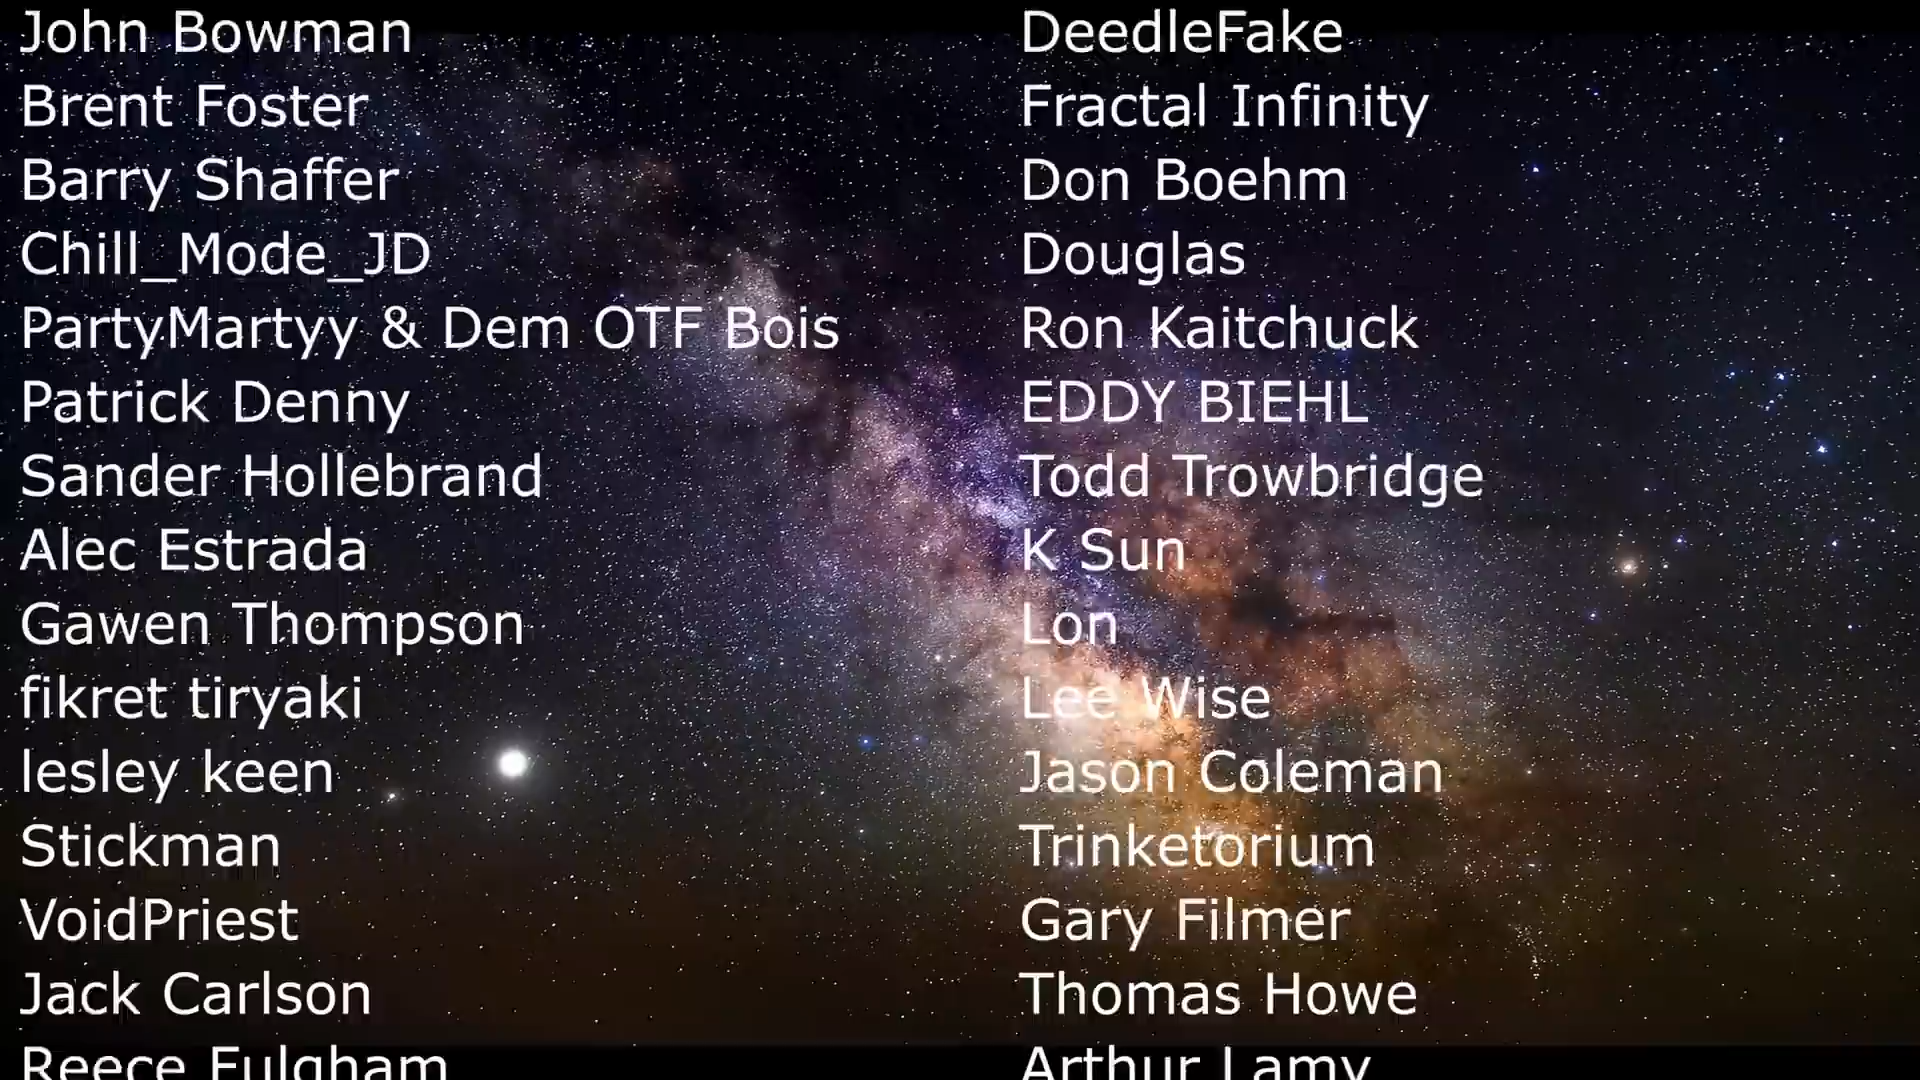 John Bowman
Brent Foster
Barry Shaffer
Chill_Mode_JD
PartyMartyy & Dem OTF Bois
Patrick Denny
Sander Hollebrand
Alec Estrada
Gawen Thompson
fikret tiryaki
lesley keen
Stickman
VoidPriest
Jack Carlson
Reece Fulgham
DeedleFake
Fractal Infinity
Don Boehm
Douglas
Ron Kaitchuck
EDDY BIEHL
Todd Trowbridge
K Sun
Lon
Lee Wise
Jason Coleman
Trinketorium
Gary Filmer
Thomas Howe
Arthur Lamy